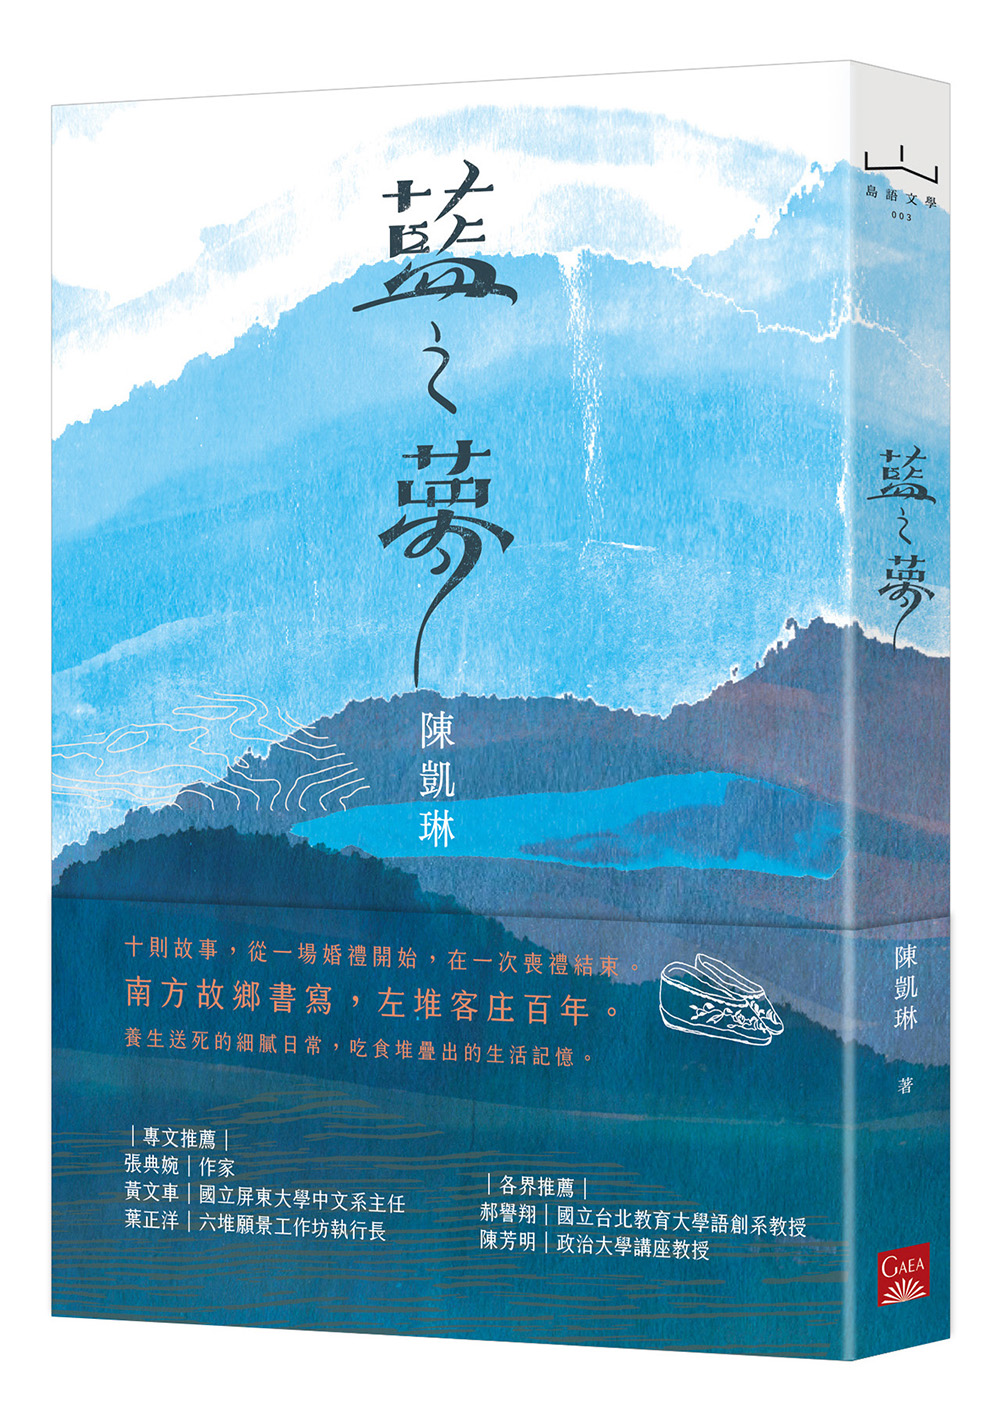 藍之夢
陳凱琳
十則故事，從一場婚禮開始，在一次喪禮結束。
南方故鄉書寫，左堆客庄百年。
養生送死的細膩日常，吃食堆疊出的生活記憶。
｜專文推薦｜
張典婉｜作家
黃文車｜國立屏東大學中文系主任
葉正洋｜六堆願景工作坊執行長
｜各界推薦｜
郝譽翔｜國立台北教育大學語創系教授
陳芳明｜政治大學講座教授
島語文學
003
藍之夢
陳凱琳 著
GAEA